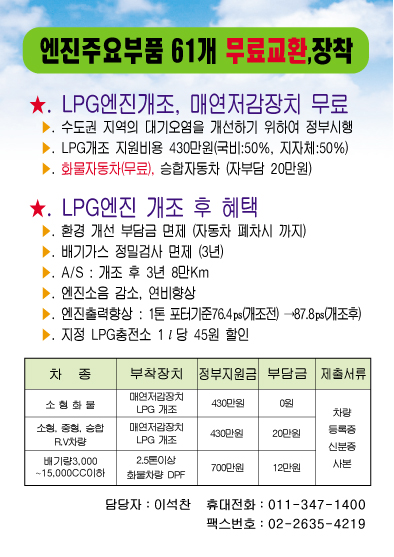 엔진주요부품 61개 무료교환,장착
★. LPG엔진개조, 매연저감장치 무료
▶. 수도권 지역의 대기오염을 개선하기 위하여 정부시행
▶. LPG개조 지원비용 430만원(국비:50%, 지자체:50%)
▶. 화물자동차(무료), 승합자동차 (자부담 20만원)
★. LPG엔진 개조 후 혜택
▶. 환경 개선 부담금 면제 (자동차 폐차시 까지)
▶. 배기가스 정밀검사 면제 (3년)
▶. A/S : 개조 후 3년 8만Km
▶. 엔진소음 감소, 연비향상
▶. 엔진출력향상 : 1톤 포터기준76.4㎰(개조전) →87.8㎰(개조후)
▶. 지정 LPG충전소 1ℓ당 45원 할인
차 종 부착장치 정부지원금 부담금 제출서류
소형화물 매연저감장치 LPG 개조 430만원 0원
소형, 중형, 승합 R.V차량 매연저감장치 LPG 개조 430만원 20만원
배기량3,000 ~15,000CC이하 2.5톤이상 화물차량 DPF 700만원 12만원
차량
등록증
신분증
사본
담당자 : 이석찬 휴대전화 : 011-347-1400
팩스번호 : 02-2635-4219